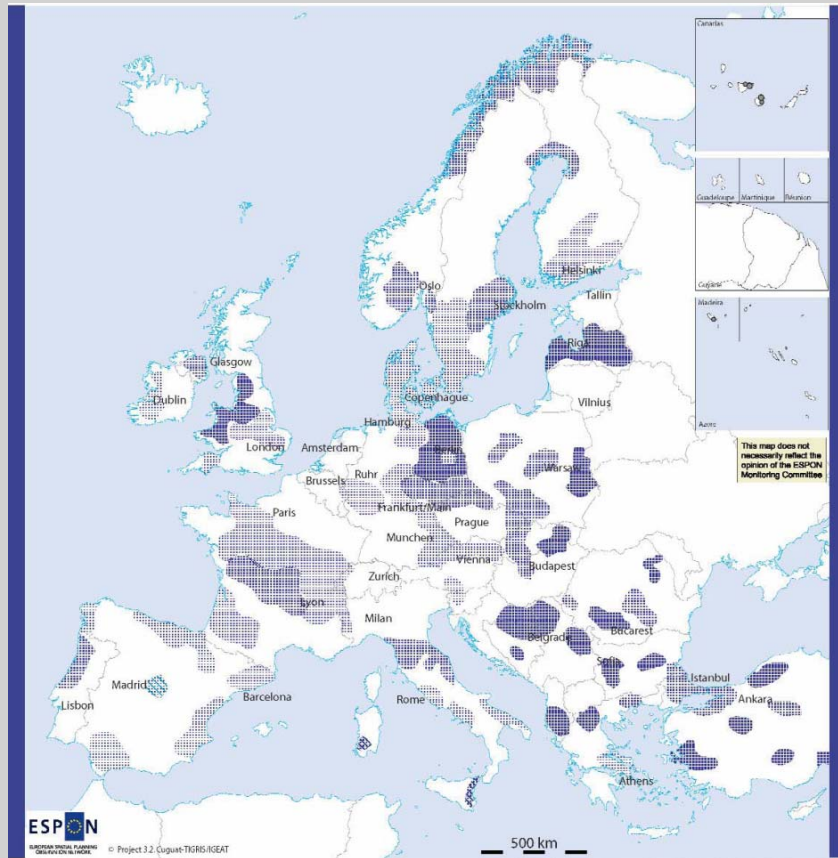 Canarias
Guadeloupe
Martinique
Réunion
Guyane
Madeira
Azore
This map does not
necessarily reflect the
opinion of the ESPON
Monitoring Committee
Oslo
Helsinki
Stockholm
Tallin
Riga
Glasgow
Dublin
Copenhague
Vilnius
Hamburg
London
Amsterdam
Berlin
Warsaw
Brussels
Ruhr
Frankfurt/Main
Paris
Prague
Munchen
Vienna
Budapest
Zurich
Lyon
Milan
Belgrade
Bucarest
Sofia
Madrid
Barcelona
Rome
Istanbul
Ankara
Lisbon
Athens
ESPON
EUROPEAN SPATIAL PLANNING
OBSERVATION NETWORK
© Project 3.2. Cuguat-TIGRIS/IGEAT
500 km